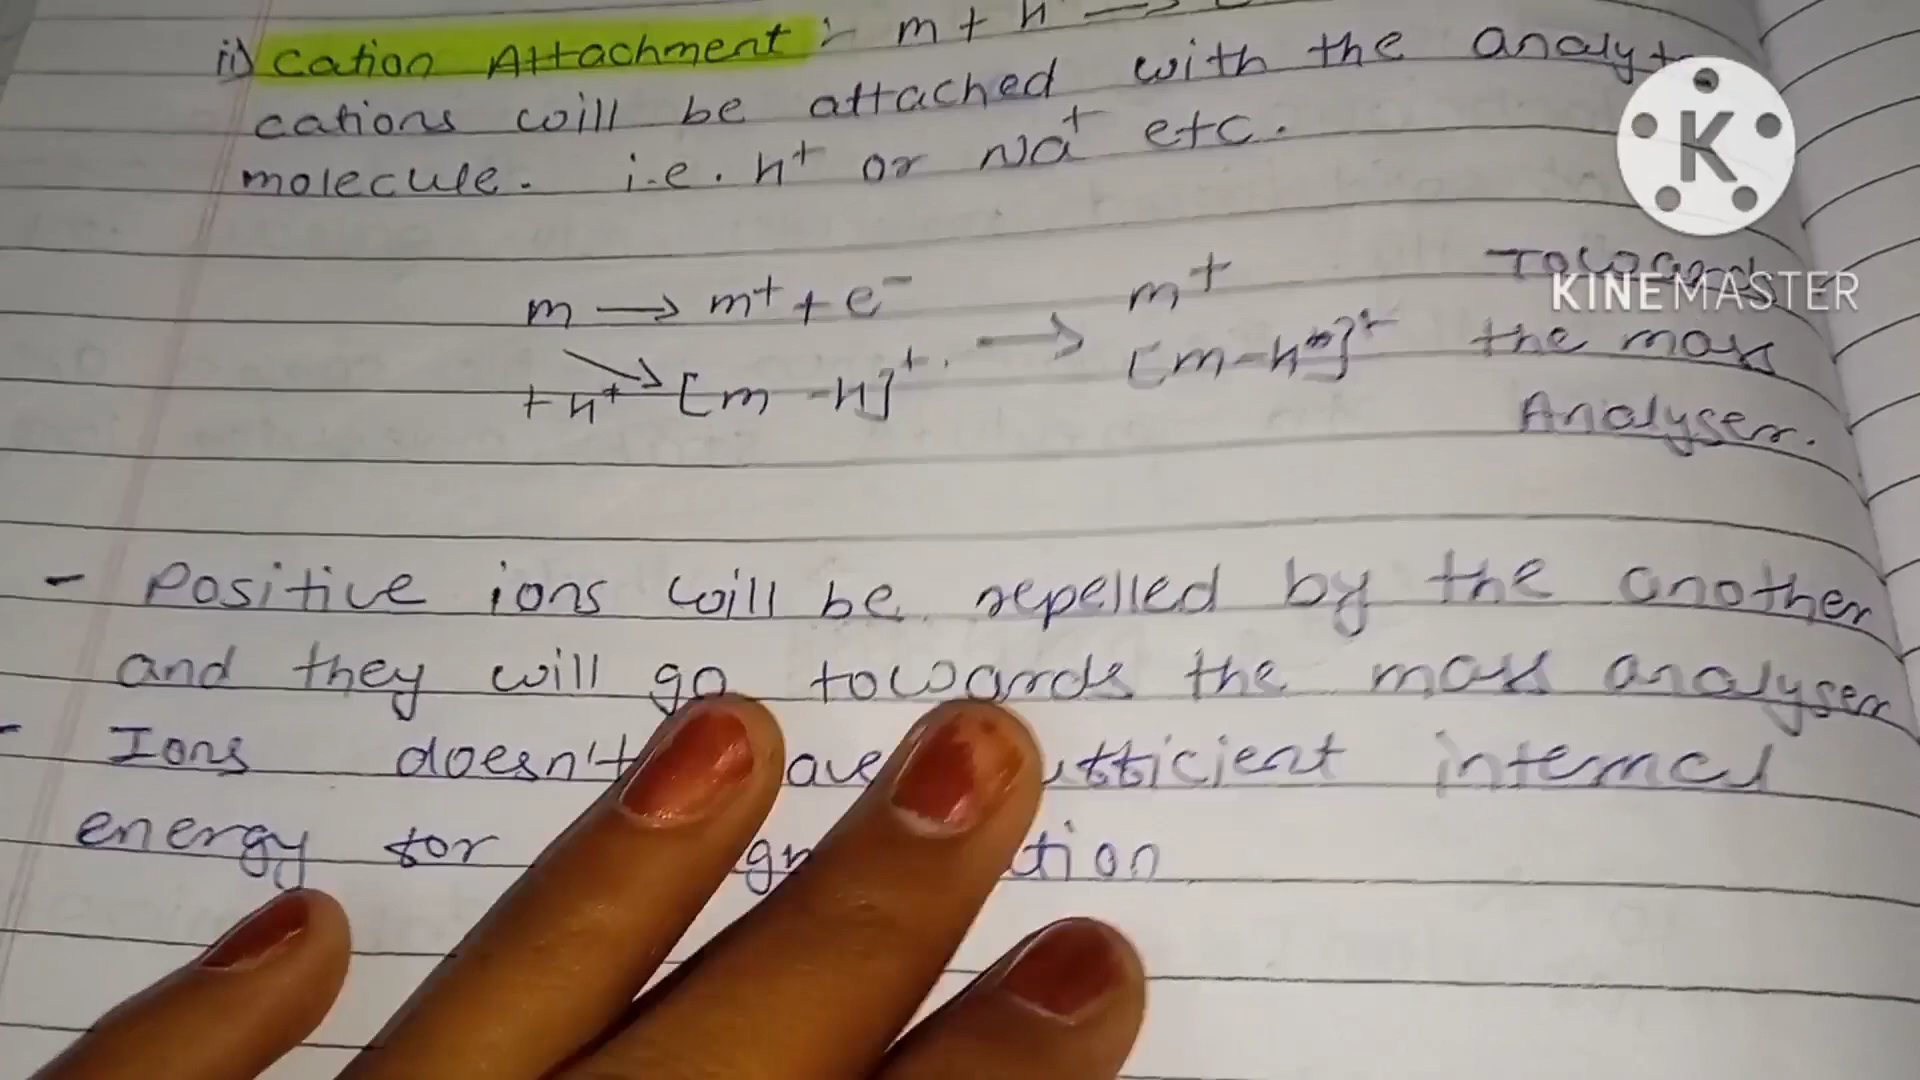 ii) Cation Attachment :- m + H →
cations will be attached with the analyt
molecule. i.e. H⁺ or Na⁺ etc.
m → m⁺ + e⁻ → m⁺ Towards
+ H⁺ [m - H]⁺ [m - H]⁺ the mass
Analyser.
- Positive ions will be repelled by the another
and they will go towards the mass analyser
- Ions doesn't internal
energy for
K
KINEMASTER